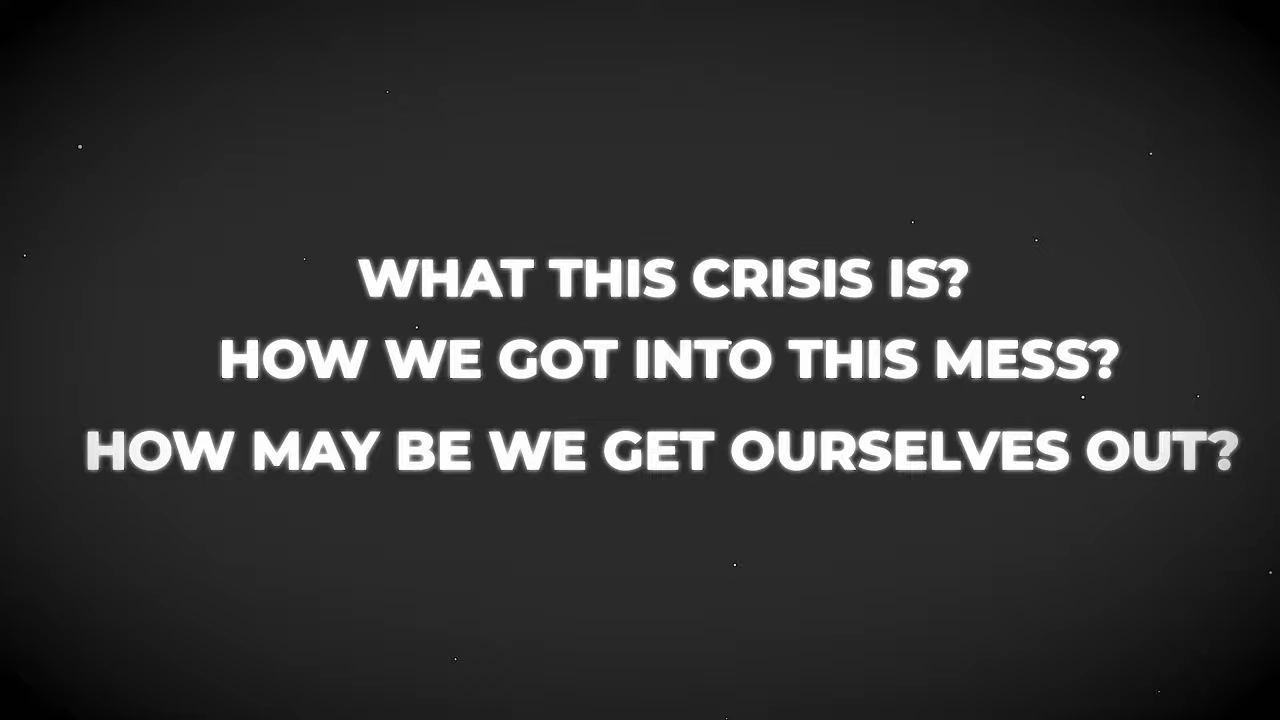 WHAT THIS CRISIS IS?
HOW WE GOT INTO THIS MESS?
HOW MAY BE WE GET OURSELVES OUT?